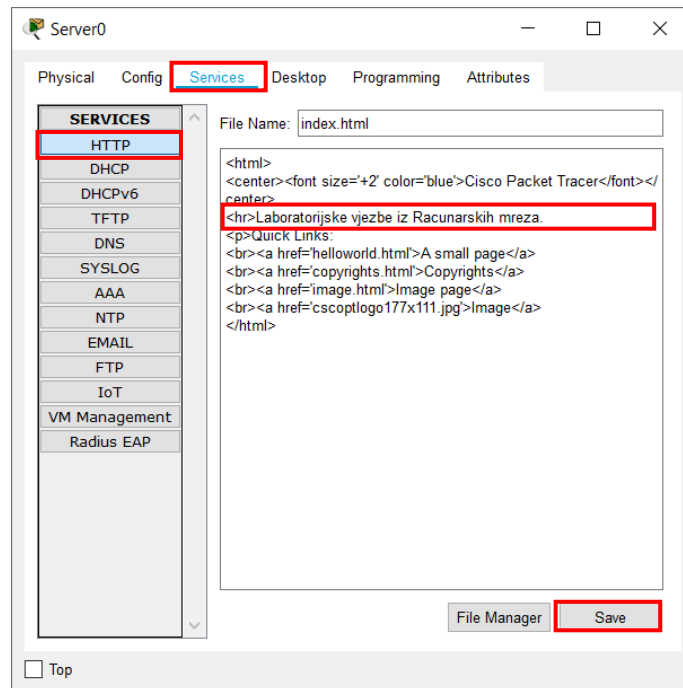 Server0
Physical Config Services Desktop Programming Attributes
SERVICES
HTTP
DHCP
DHCPv6
TFTP
DNS
SYSLOG
AAA
NTP
EMAIL
FTP
IoT
VM Management
Radius EAP
File Name: index.html
<html>
<center><font size='+2' color='blue'>Cisco Packet Tracer</font></
center>
<hr>Laboratorijske vjezbe iz Racunarskih mreza.
<p>Quick Links:
<br><a href='helloworld.html'>A small page</a>
<br><a href='copyrights.html'>Copyrights</a>
<br><a href='image.html'>Image page</a>
<br><a href='cscoptlogo177x111.jpg'>Image</a>
</html>
File Manager Save
Top